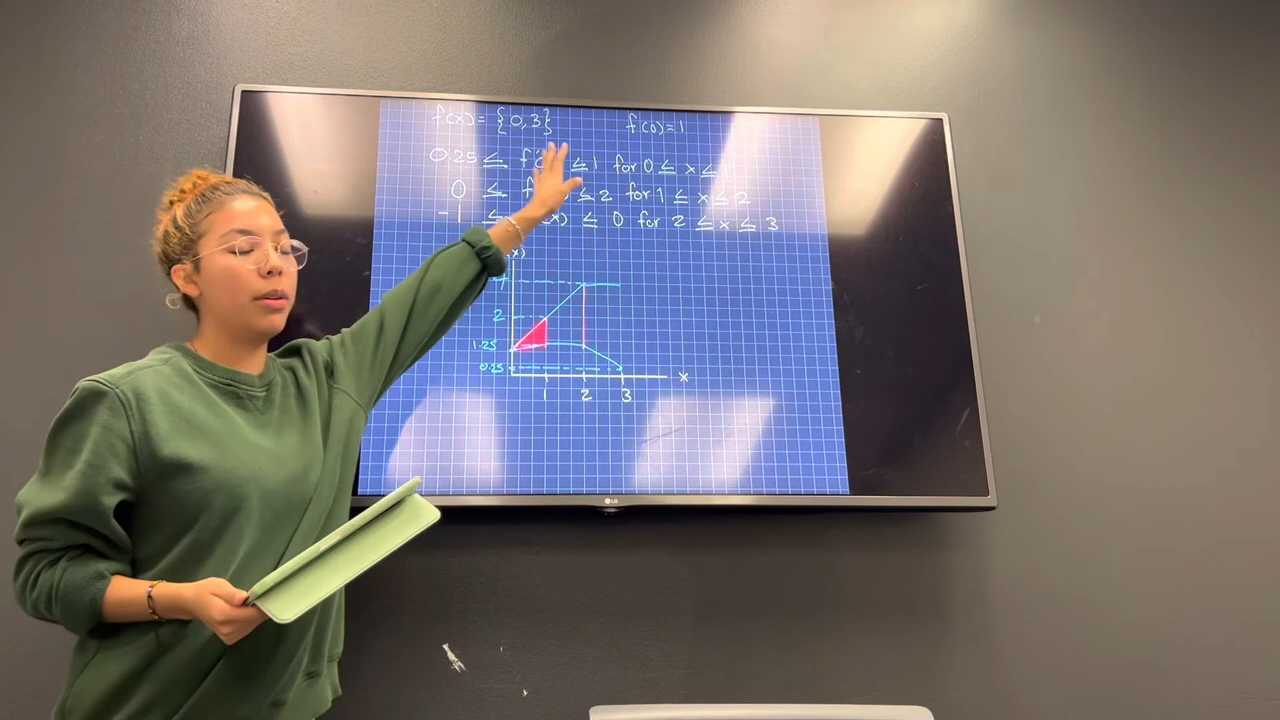 f(x) = {0,3} f(0)=1
0.25 ≤ f'( ≤ 1 for 0 ≤ x ≤
0 ≤ f ≤ 2 for 1 ≤ x ≤ 2
-1 ≤ (x) ≤ 0 for 2 ≤ x ≤ 3
x)
4
2
1.25
0.25
x
1 2 3
LG